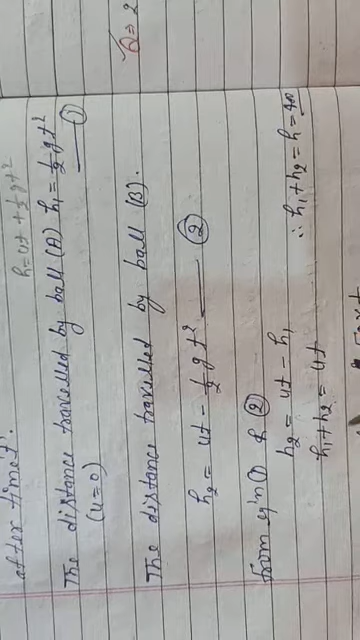 Q ⇒ 2
h = ut + ½gt²
after time 't'.
The distance travelled by ball (A) h₁ = ½gt²
(u = 0) —— ①
The distance travelled by ball (B).
h₂ = ut - ½gt² —— ②
from eq'n ① & ②
h₂ = ut - h₁
h₁ + h₂ = ut ∴ h₁ + h₂ = h =